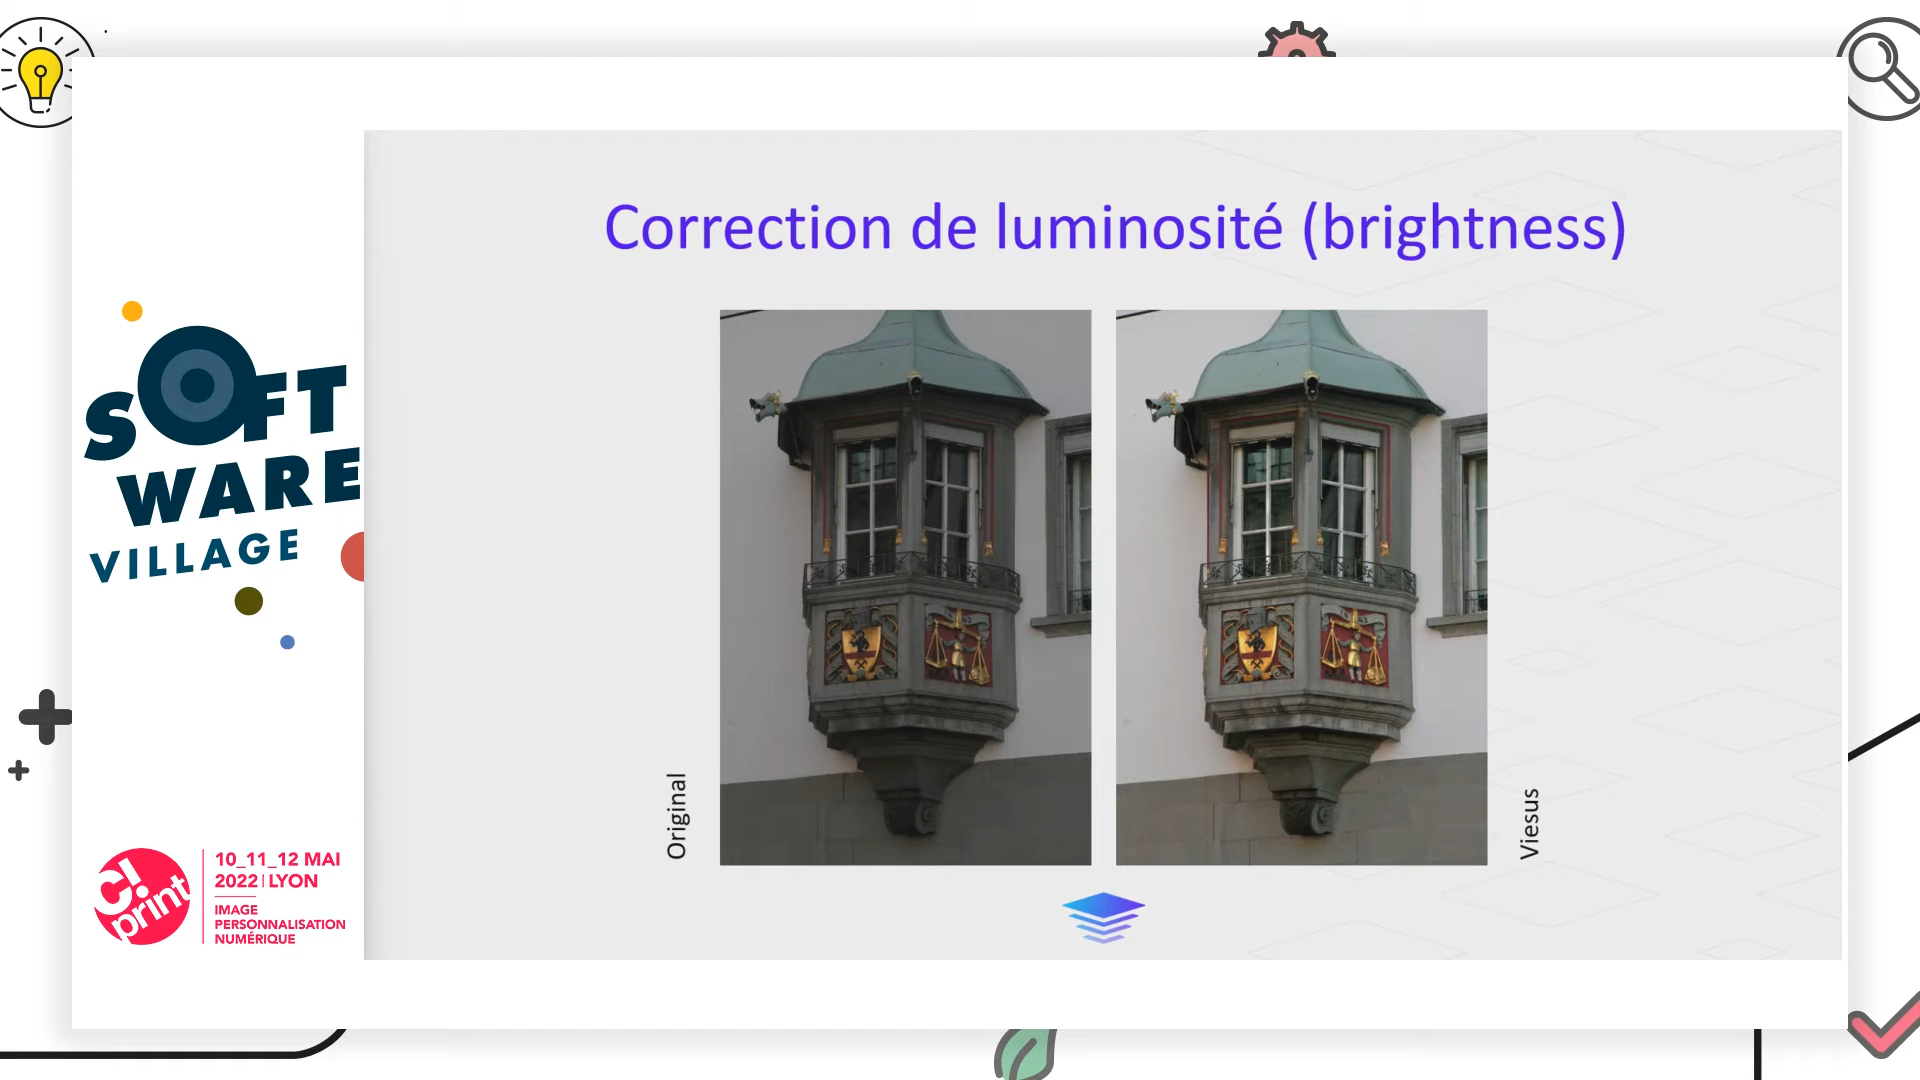 Correction de luminosité (brightness)
SOFT
WARE
VILLAGE
Original
Viesus
C!
print
10_11_12 MAI
2022 | LYON
IMAGE
PERSONNALISATION
NUMÉRIQUE